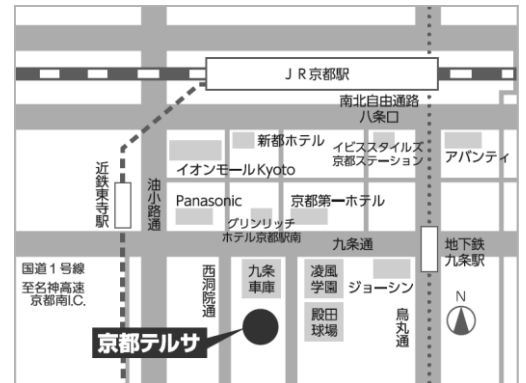 JR京都駅
南北自由通路
八条口
新都ホテル
イビススタイルズ
京都ステーション
アバンティ
イオンモールKyoto
近鉄東寺駅
油小路通
Panasonic
京都第一ホテル
グリンリッチ
ホテル京都駅南
九条通
地下鉄
九条駅
国道1号線
至名神高速
京都南I.C.
西洞院通
九条
車庫
凌風
学園
ジョーシン
殿田
球場
烏丸通
N
京都テルサ